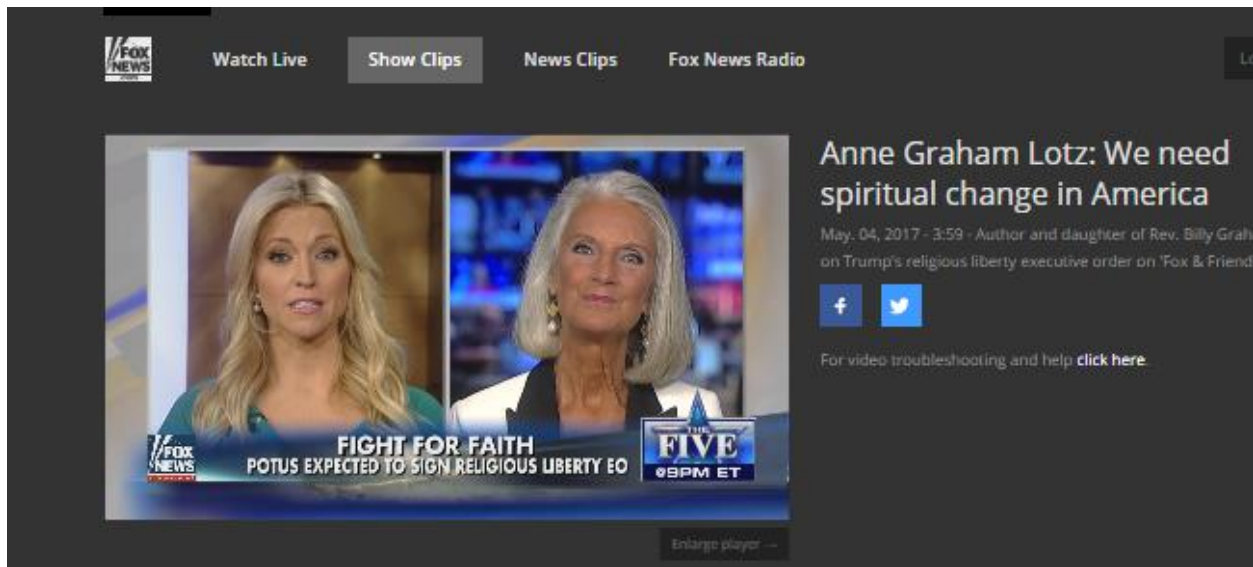 FOX
NEWS
.com
Watch Live
Show Clips
News Clips
Fox News Radio
Lo
Anne Graham Lotz: We need
spiritual change in America
May. 04, 2017 - 3:59 - Author and daughter of Rev. Billy Grah
on Trump's religious liberty executive order on 'Fox & Friend
For video troubleshooting and help click here.
FIGHT FOR FAITH
POTUS EXPECTED TO SIGN RELIGIOUS LIBERTY EO
FOX
NEWS
THE
FIVE
@9PM ET
Enlarge player